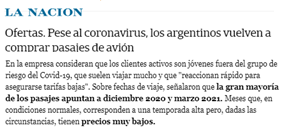 LA NACION
Ofertas. Pese al coronavirus, los argentinos vuelven a
comprar pasajes de avión
En la empresa consideran que los clientes activos son jóvenes fuera del grupo de
riesgo del Covid-19, que suelen viajar mucho y que "reaccionan rápido para
asegurarse tarifas bajas". Sobre fechas de viaje, señalaron que la gran mayoría
de los pasajes apuntan a diciembre 2020 y marzo 2021. Meses que, en
condiciones normales, corresponden a una temporada alta pero, dadas las
circunstancias, tienen precios muy bajos.